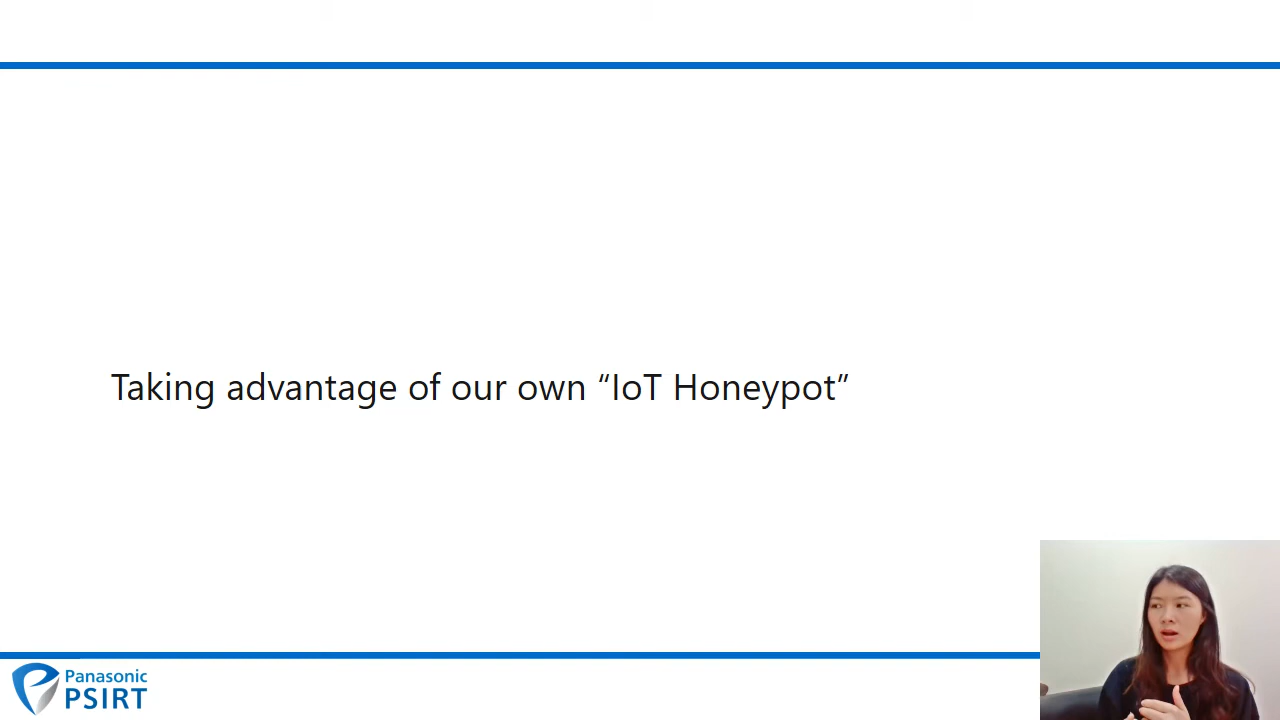 Taking advantage of our own “IoT Honeypot”
Panasonic
PSIRT